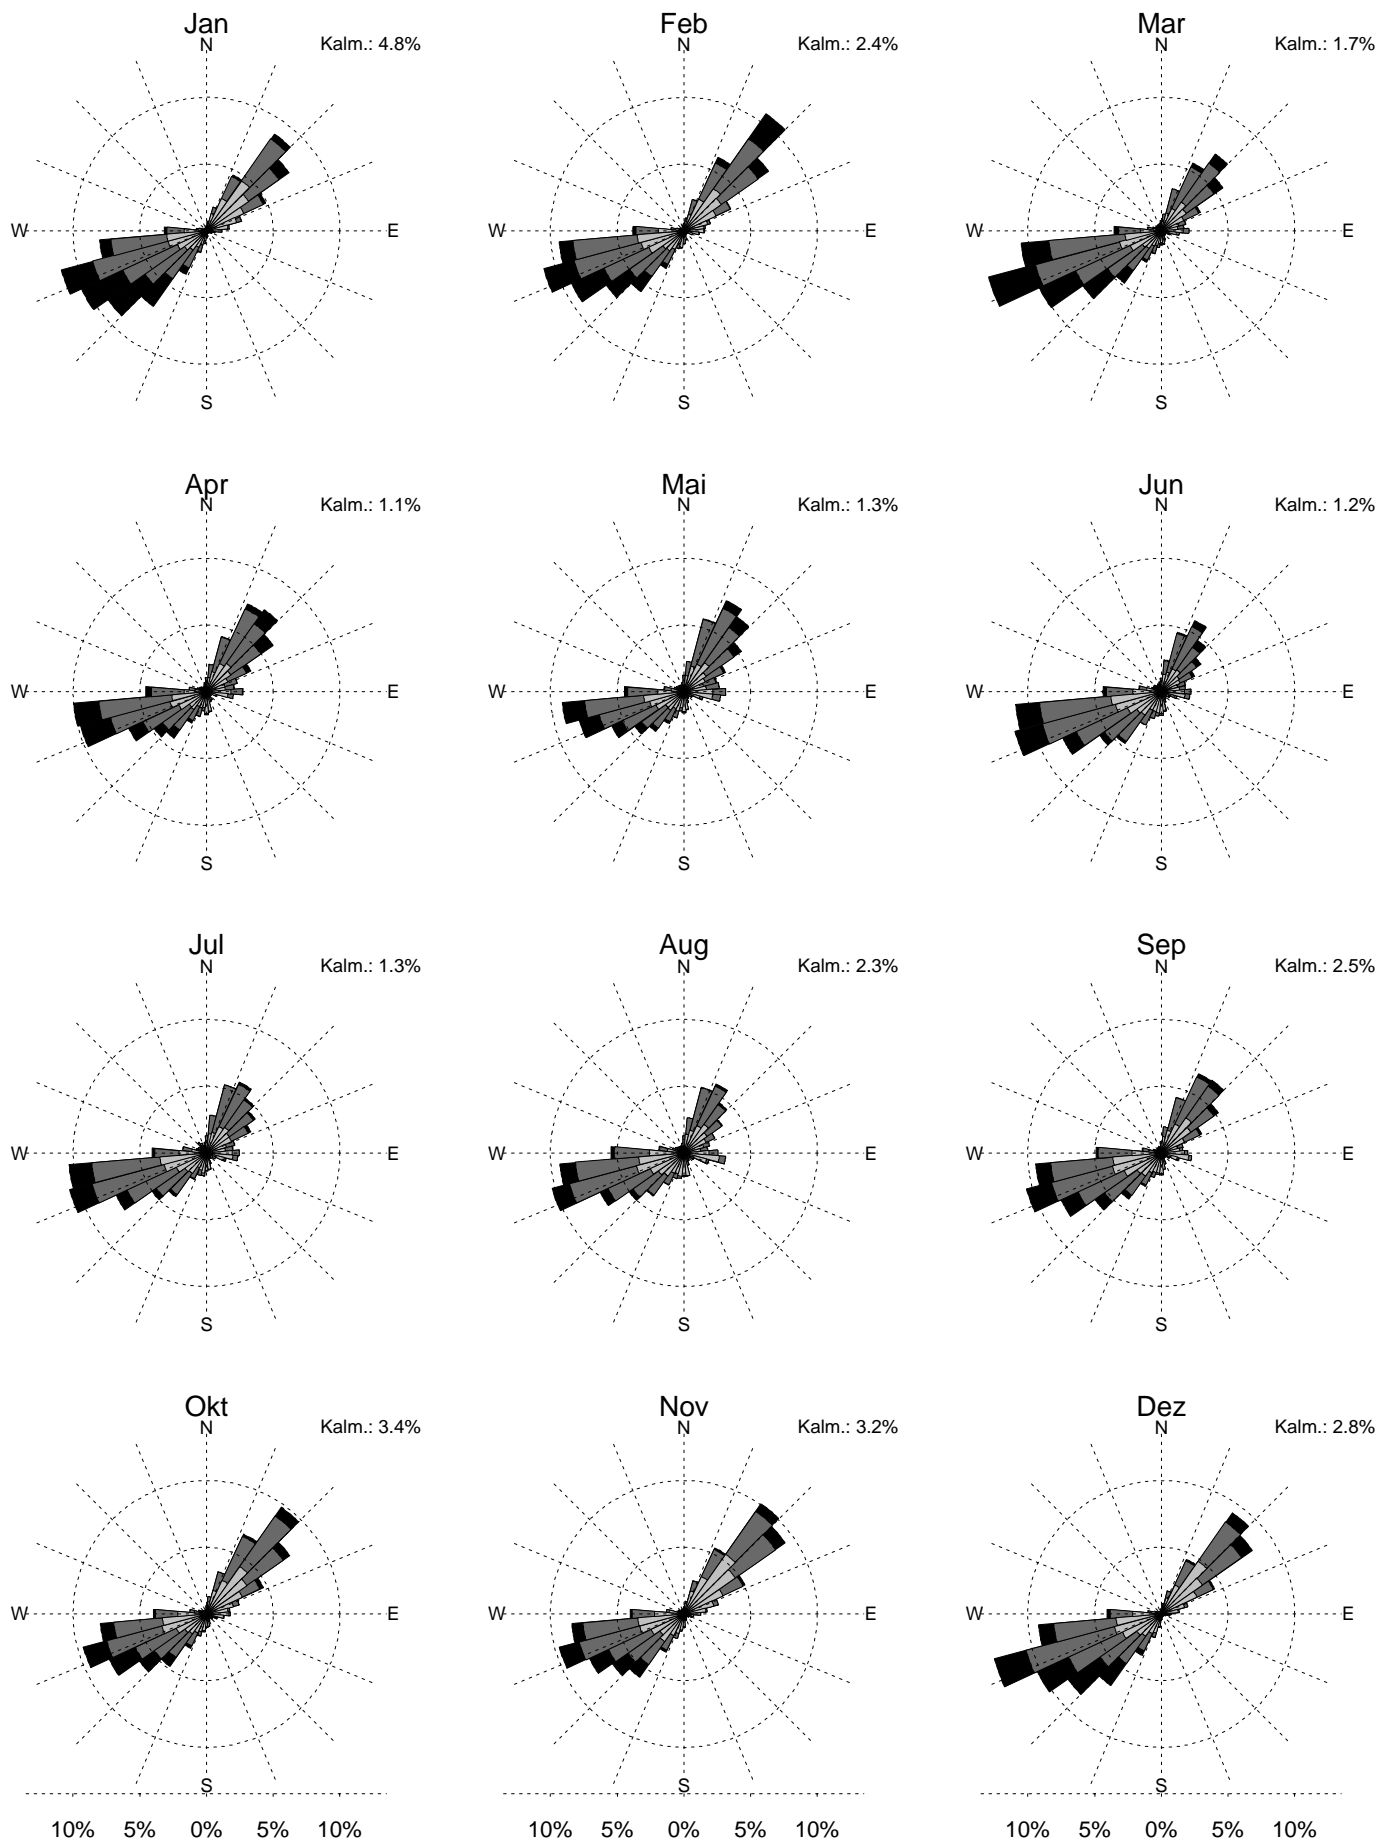 Jan
N
Kalm.: 4.8%
W
E
S
Feb
N
Kalm.: 2.4%
W
E
S
Mar
N
Kalm.: 1.7%
W
E
S
Apr
N
Kalm.: 1.1%
W
E
S
Mai
N
Kalm.: 1.3%
W
E
S
Jun
N
Kalm.: 1.2%
W
E
S
Jul
N
Kalm.: 1.3%
W
E
S
Aug
N
Kalm.: 2.3%
W
E
S
Sep
N
Kalm.: 2.5%
W
E
S
Okt
N
Kalm.: 3.4%
W
E
S
10% 5% 0% 5% 10%
Nov
N
Kalm.: 3.2%
W
E
S
10% 5% 0% 5% 10%
Dez
N
Kalm.: 2.8%
W
E
S
10% 5% 0% 5% 10%